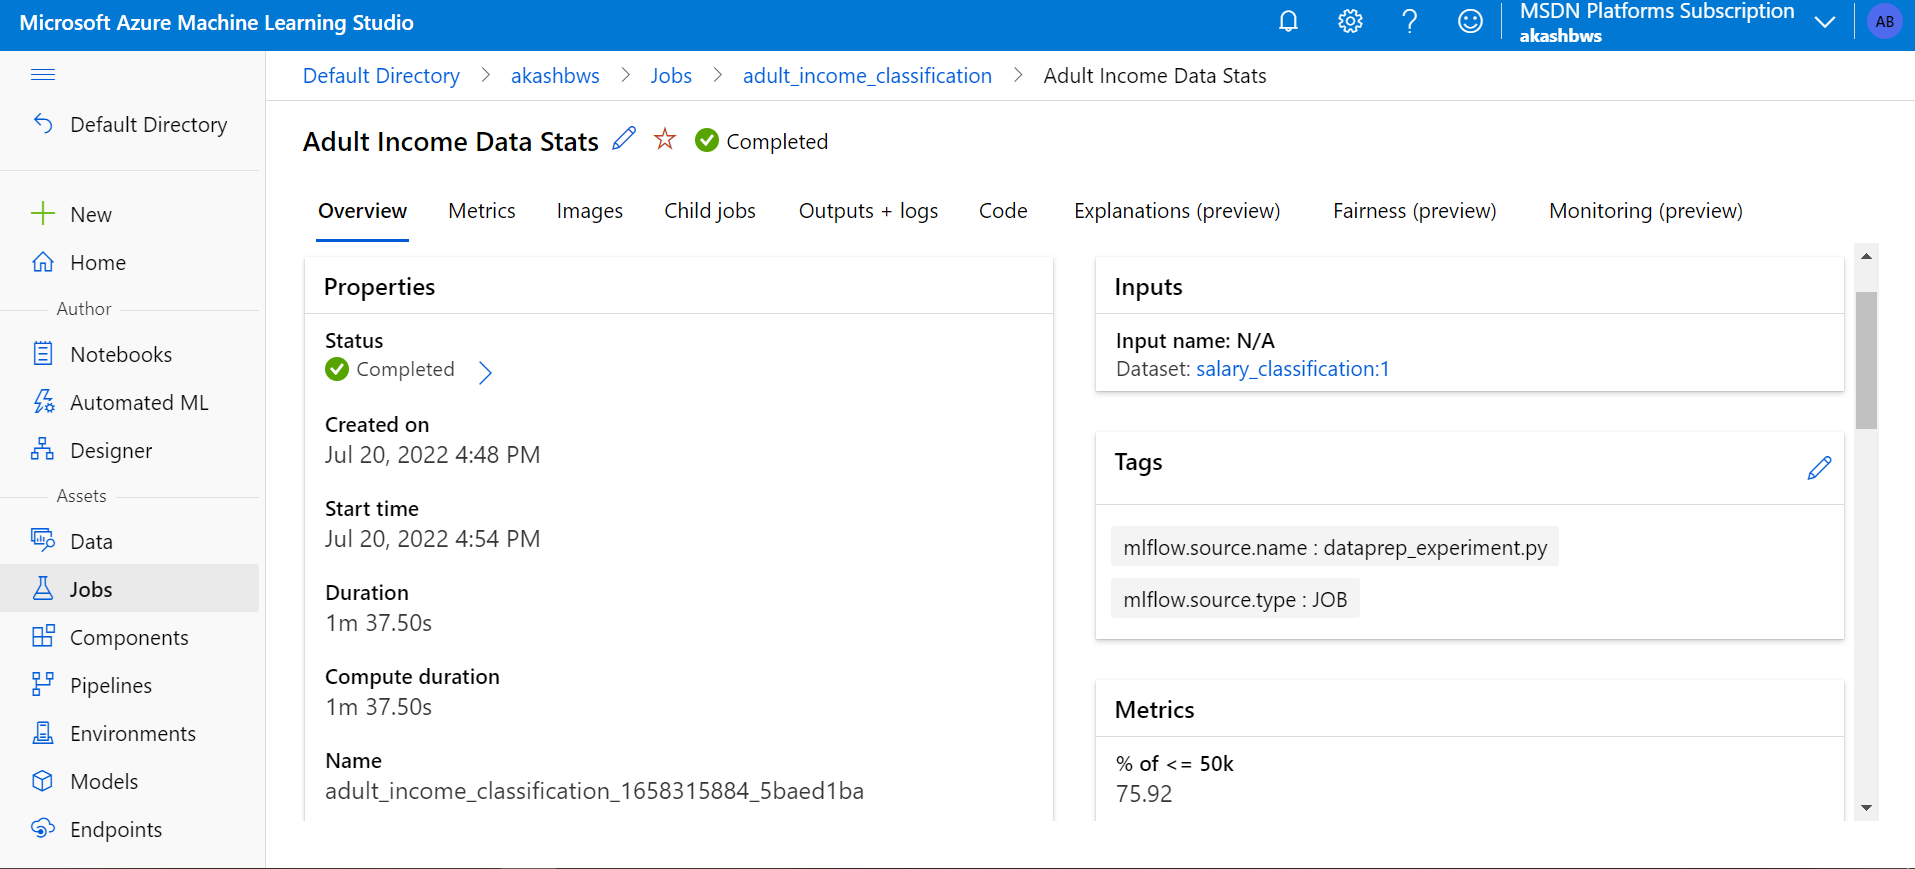 Microsoft Azure Machine Learning Studio
MSDN Platforms Subscription
akashbws
AB
Default Directory
New
Home
Author
Notebooks
Automated ML
Designer
Assets
Data
Jobs
Components
Pipelines
Environments
Models
Endpoints
Default Directory > akashbws > Jobs > adult_income_classification > Adult Income Data Stats
Adult Income Data Stats Completed
Overview Metrics Images Child jobs Outputs + logs Code Explanations (preview) Fairness (preview) Monitoring (preview)
Properties
Status
Completed
Created on
Jul 20, 2022 4:48 PM
Start time
Jul 20, 2022 4:54 PM
Duration
1m 37.50s
Compute duration
1m 37.50s
Name
adult_income_classification_1658315884_5baed1ba
Inputs
Input name: N/A
Dataset: salary_classification:1
Tags
mlflow.source.name : dataprep_experiment.py
mlflow.source.type : JOB
Metrics
% of <= 50k
75.92